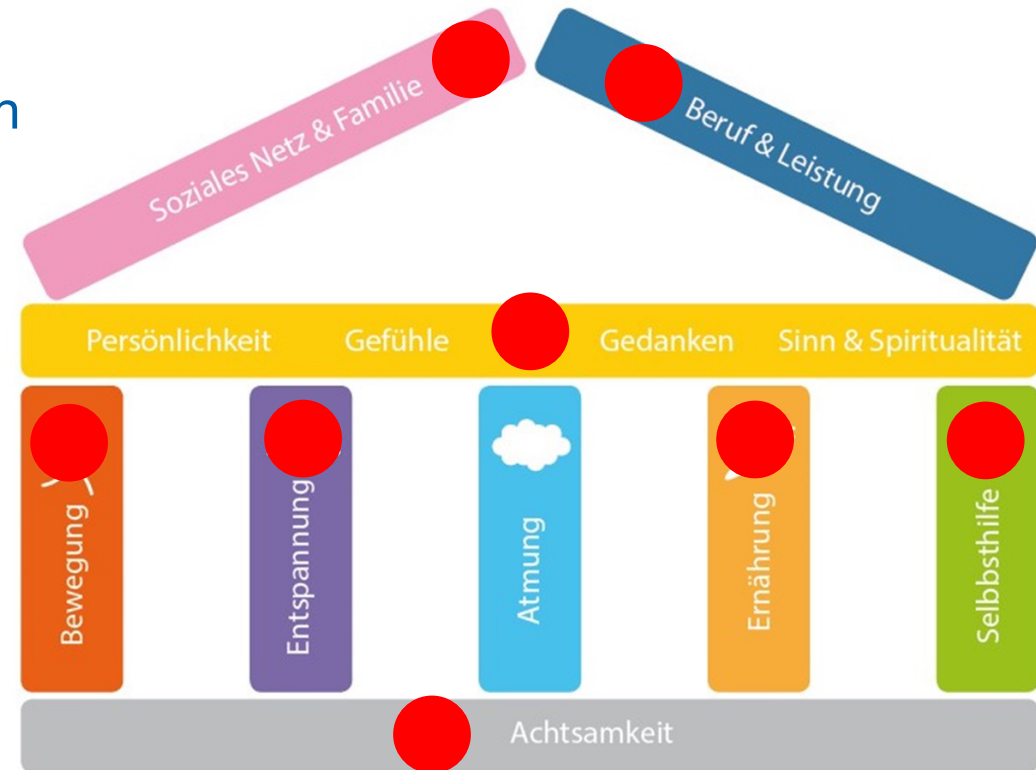 n
Soziales Netz & Familie
Beruf & Leistung
Persönlichkeit Gefühle Gedanken Sinn & Spiritualität
Bewegung
Entspannung
Atmung
Ernährung
Selbbsthilfe
Achtsamkeit